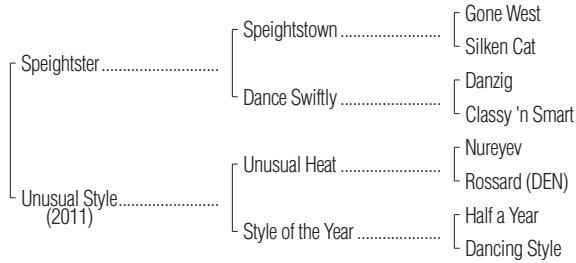 Gone West
Speightstown
Silken Cat
Speightster
Danzig
Dance Swiftly
Classy 'n Smart
Nureyev
Unusual Heat
Rossard (DEN)
Unusual Style
(2011)
Half a Year
Style of the Year
Dancing Style